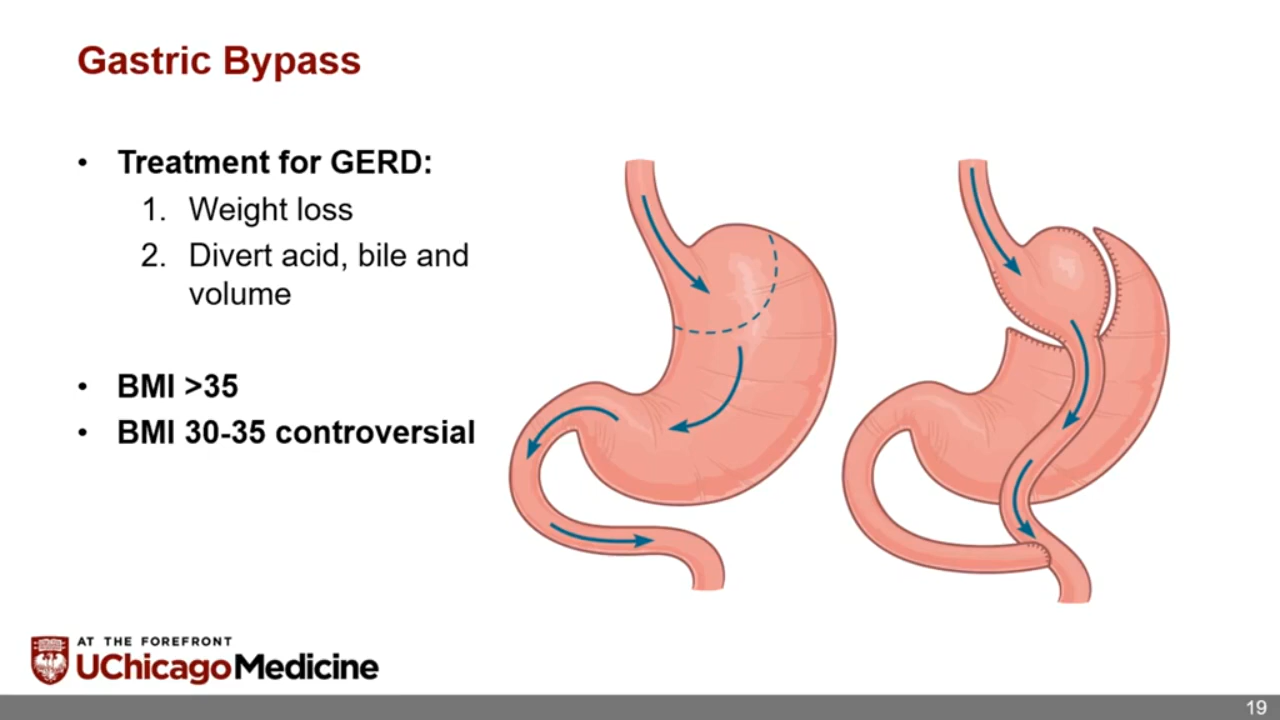 Gastric Bypass
• Treatment for GERD:
1. Weight loss
2. Divert acid, bile and
volume
• BMI >35
• BMI 30-35 controversial
AT THE FOREFRONT
UChicagoMedicine
19